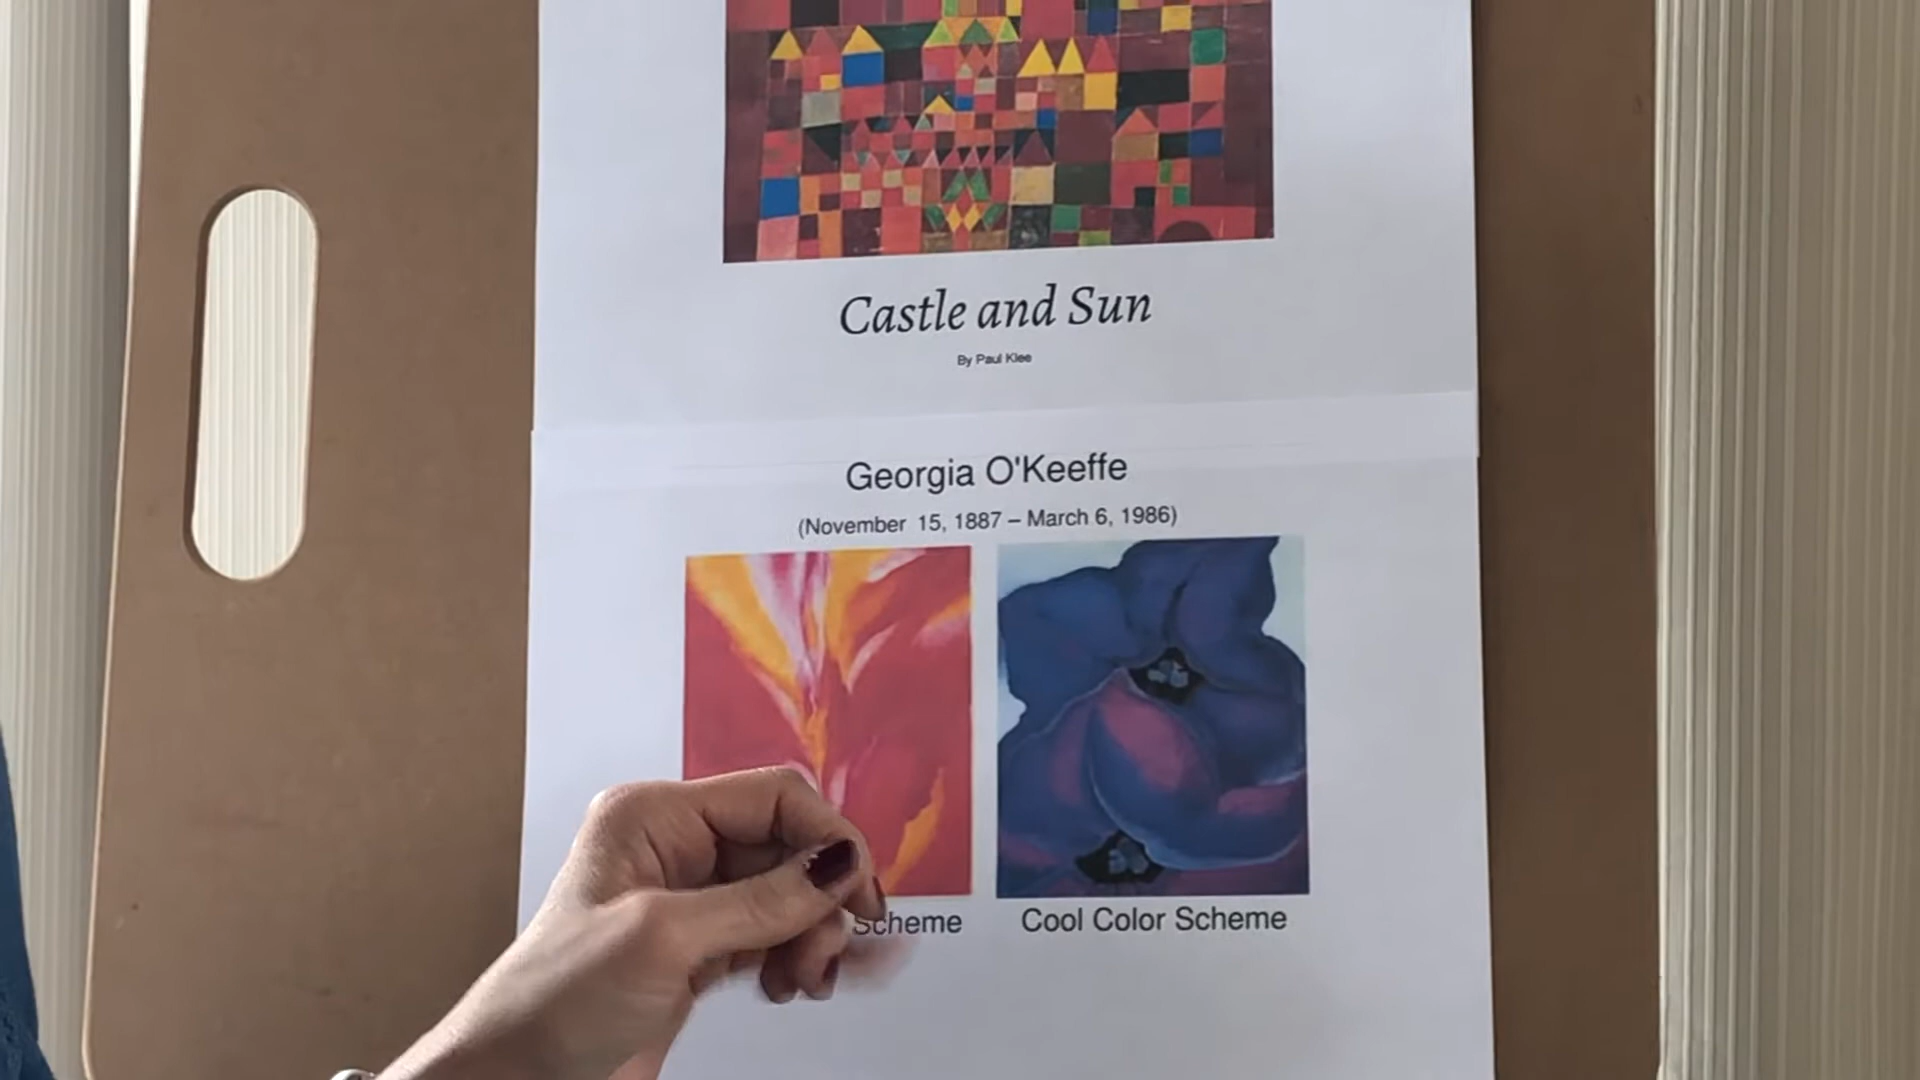 Castle and Sun
By Paul Klee
Georgia O'Keeffe
(November 15, 1887 – March 6, 1986)
Scheme
Cool Color Scheme